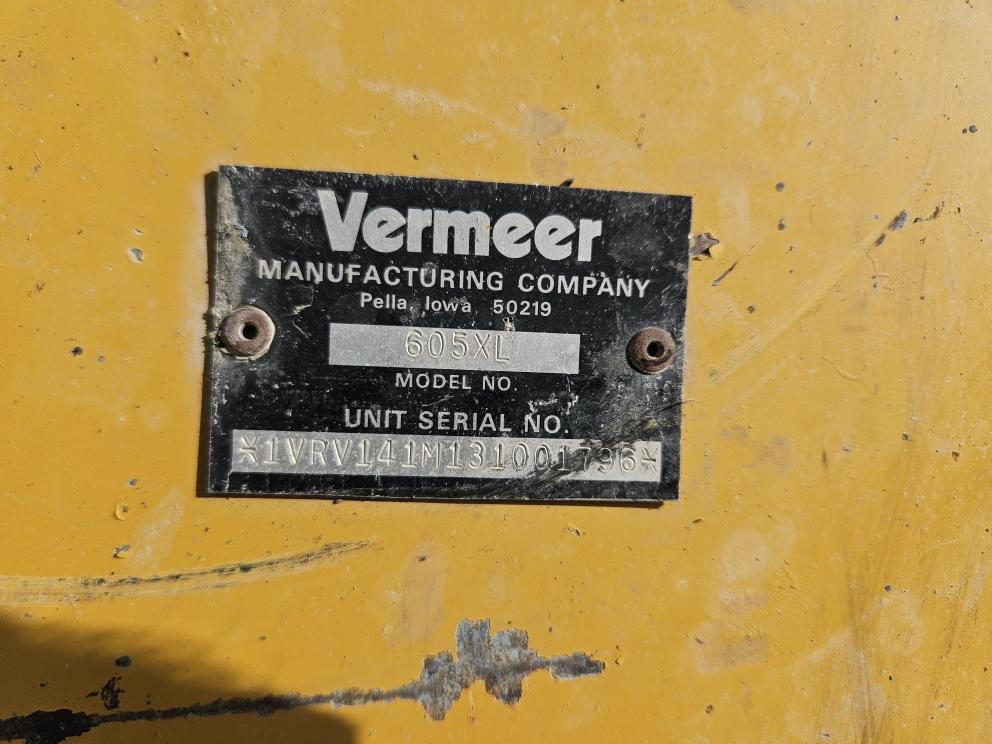 Vermeer
MANUFACTURING COMPANY
Pella, Iowa 50219
605XL
MODEL NO.
UNIT SERIAL NO.
*1VRV141M131001796*